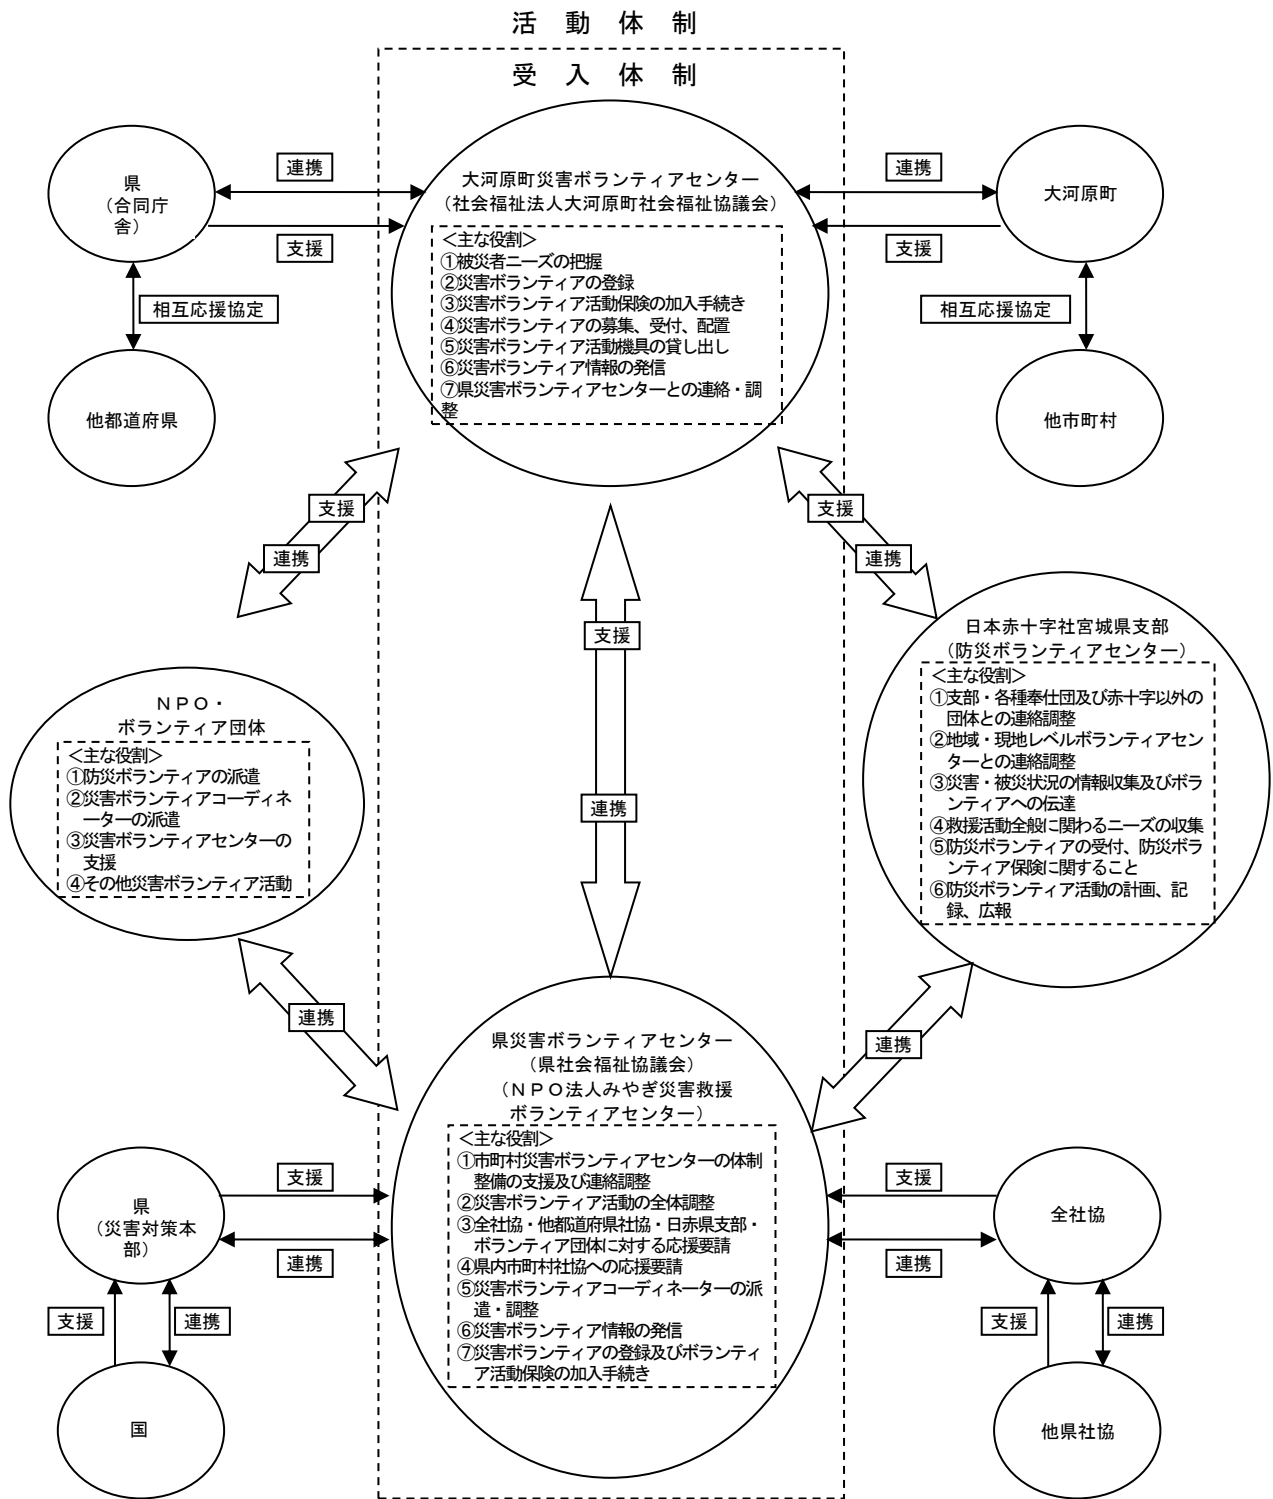 活動体制
受入体制
連携
支援
県
（合同庁
舎）
相互応援協定
他都道府県
大河原町災害ボランティアセンター
（社会福祉法人大河原町社会福祉協議会）
＜主な役割＞
①被災者ニーズの把握
②災害ボランティアの登録
③災害ボランティア活動保険の加入手続き
④災害ボランティアの募集、受付、配置
⑤災害ボランティア活動機具の貸し出し
⑥災害ボランティア情報の発信
⑦県災害ボランティアセンターとの連絡・調
整
連携
支援
大河原町
相互応援協定
他市町村
支援
連携
支援
連携
支援
連携
ＮＰＯ・
ボランティア団体
＜主な役割＞
①防災ボランティアの派遣
②災害ボランティアコーディネ
ーターの派遣
③災害ボランティアセンターの
支援
④その他災害ボランティア活動
日本赤十字社宮城県支部
（防災ボランティアセンター）
＜主な役割＞
①支部・各種奉仕団及び赤十字以外の
団体との連絡調整
②地域・現地レベルボランティアセン
ターとの連絡調整
③災害・被災状況の情報収集及びボラ
ンティアへの伝達
④救援活動全般に関わるニーズの収集
⑤防災ボランティアの受付、防災ボラ
ンティア保険に関すること
⑥防災ボランティア活動の計画、記
録、広報
連携
連携
県災害ボランティアセンター
（県社会福祉協議会）
（ＮＰＯ法人みやぎ災害救援
ボランティアセンター）
＜主な役割＞
①市町村災害ボランティアセンターの体制
整備の支援及び連絡調整
②災害ボランティア活動の全体調整
③全社協・他都道府県社協・日赤県支部・
ボランティア団体に対する応援要請
④県内市町村社協への応援要請
⑤災害ボランティアコーディネーターの派
遣・調整
⑥災害ボランティア情報の発信
⑦災害ボランティアの登録及びボランティ
ア活動保険の加入手続き
県
（災害対策本
部）
支援
連携
支援
連携
国
支援
連携
全社協
支援
連携
他県社協